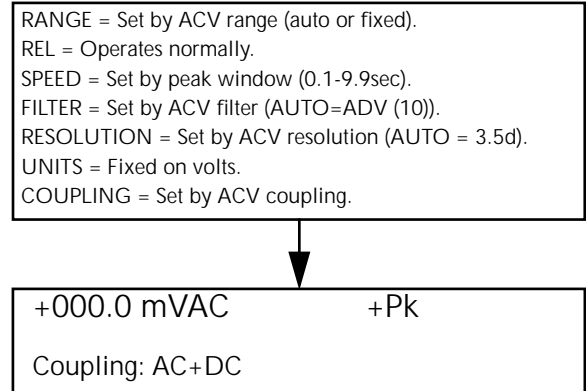 RANGE = Set by ACV range (auto or fixed).
REL = Operates normally.
SPEED = Set by peak window (0.1-9.9sec).
FILTER = Set by ACV filter (AUTO=ADV (10)).
RESOLUTION = Set by ACV resolution (AUTO = 3.5d).
UNITS = Fixed on volts.
COUPLING = Set by ACV coupling.
+000.0 mVAC +Pk
Coupling: AC+DC